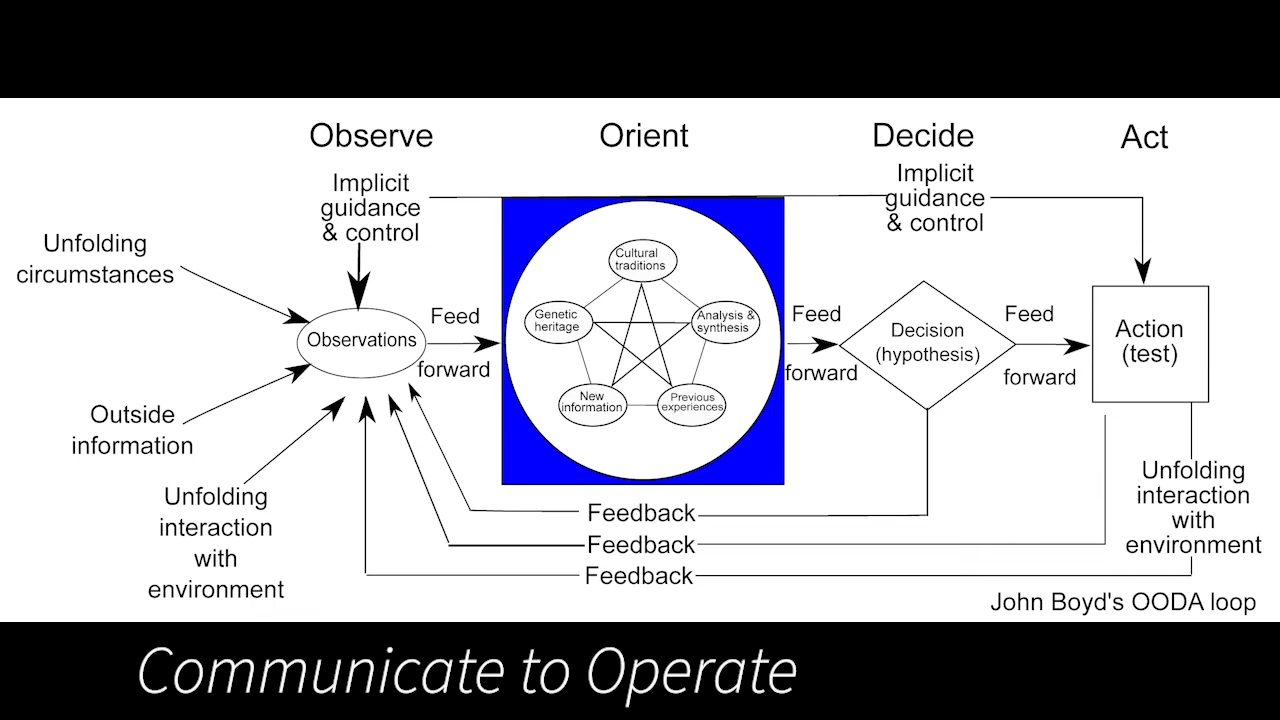 Observe
Orient
Decide
Act
Implicit
guidance
& control
Implicit
guidance
& control
Unfolding
circumstances
Observations
Feed
forward
Cultural
traditions
Genetic
heritage
Analysis &
synthesis
New
information
Previous
experiences
Feed
forward
Decision
(hypothesis)
Feed
forward
Action
(test)
Outside
information
Unfolding
interaction
with
environment
Unfolding
interaction
with
environment
Feedback
Feedback
Feedback
John Boyd's OODA loop
Communicate to Operate